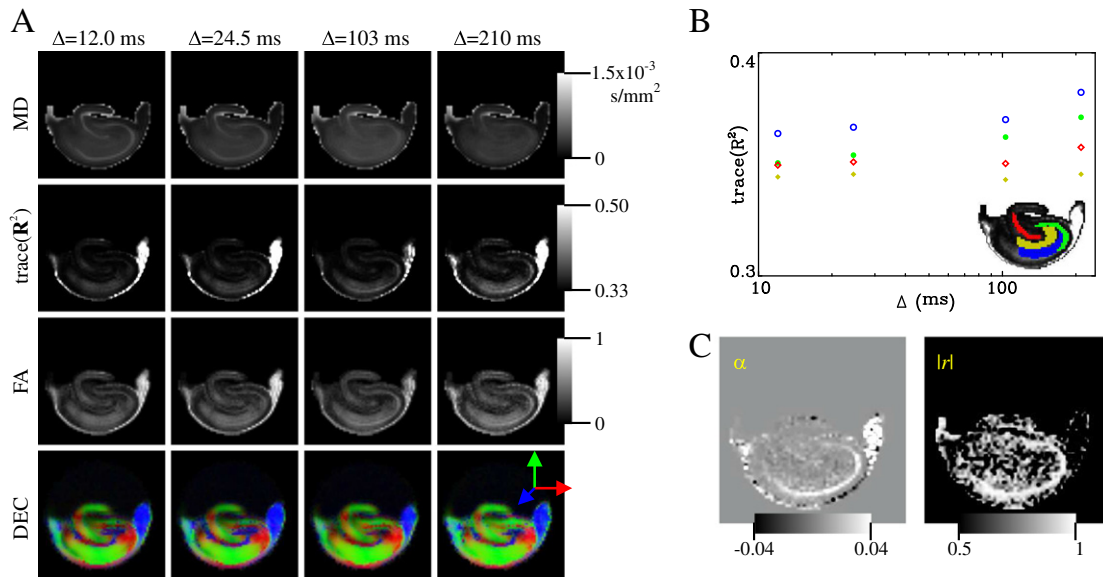 A
Δ=12.0 ms Δ=24.5 ms Δ=103 ms Δ=210 ms
MD
1.5x10⁻³
s/mm²
0
trace(R²)
0.50
0.33
FA
1
0
DEC
B
0.4
trace(R²)
0.3
10 100
Δ (ms)
C
α
|r|
-0.04 0.04
0.5 1